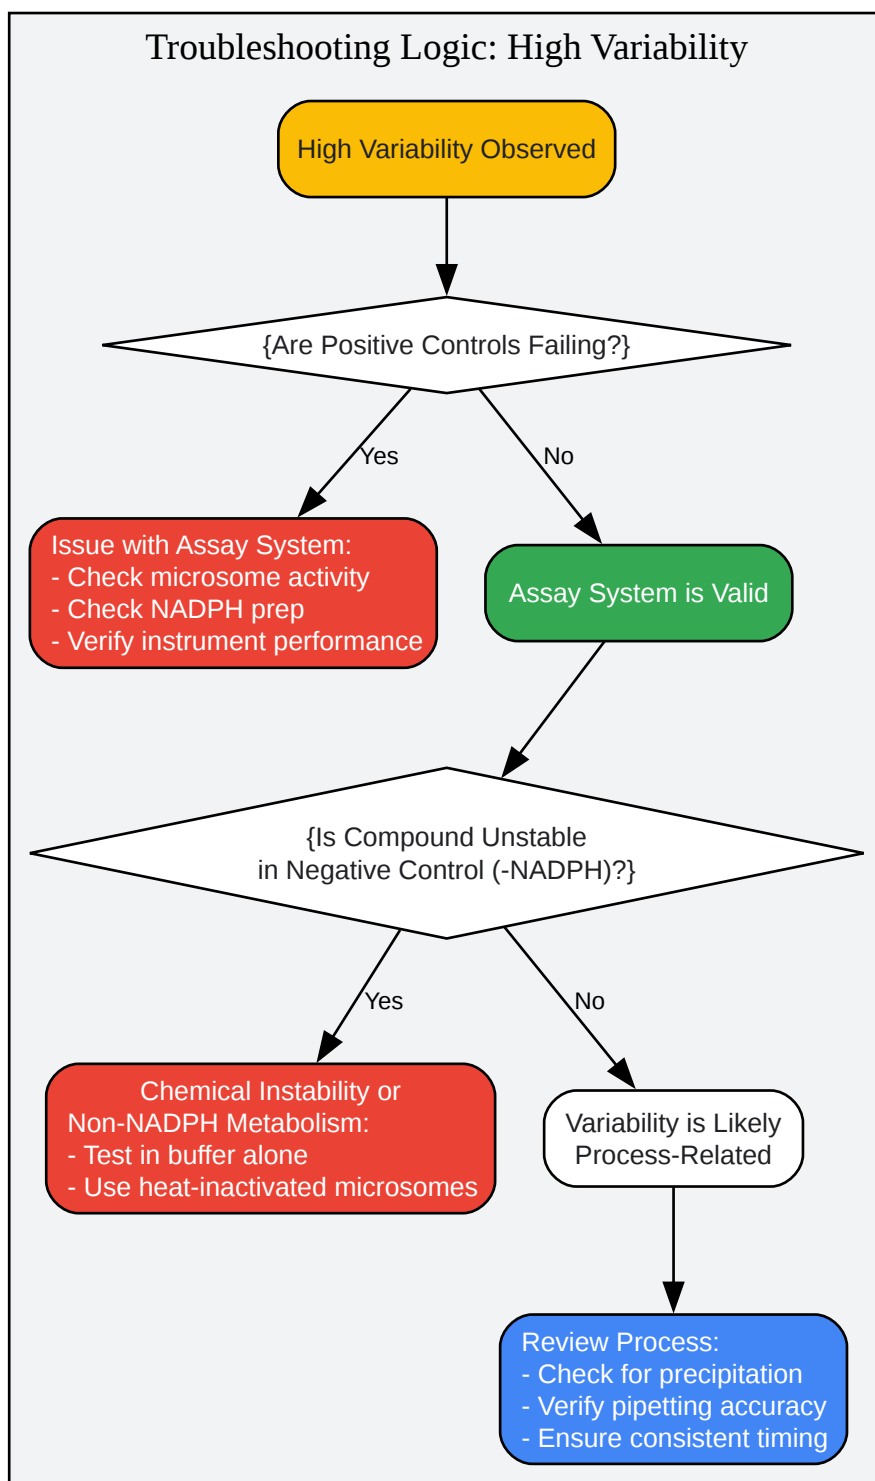 Troubleshooting Logic: High Variability
High Variability Observed
{Are Positive Controls Failing?}
Yes
No
Issue with Assay System:
- Check microsome activity
- Check NADPH prep
- Verify instrument performance
Assay System is Valid
{Is Compound Unstable
in Negative Control (-NADPH)?}
Yes
No
Chemical Instability or
Non-NADPH Metabolism:
- Test in buffer alone
- Use heat-inactivated microsomes
Variability is Likely
Process-Related
Review Process:
- Check for precipitation
- Verify pipetting accuracy
- Ensure consistent timing